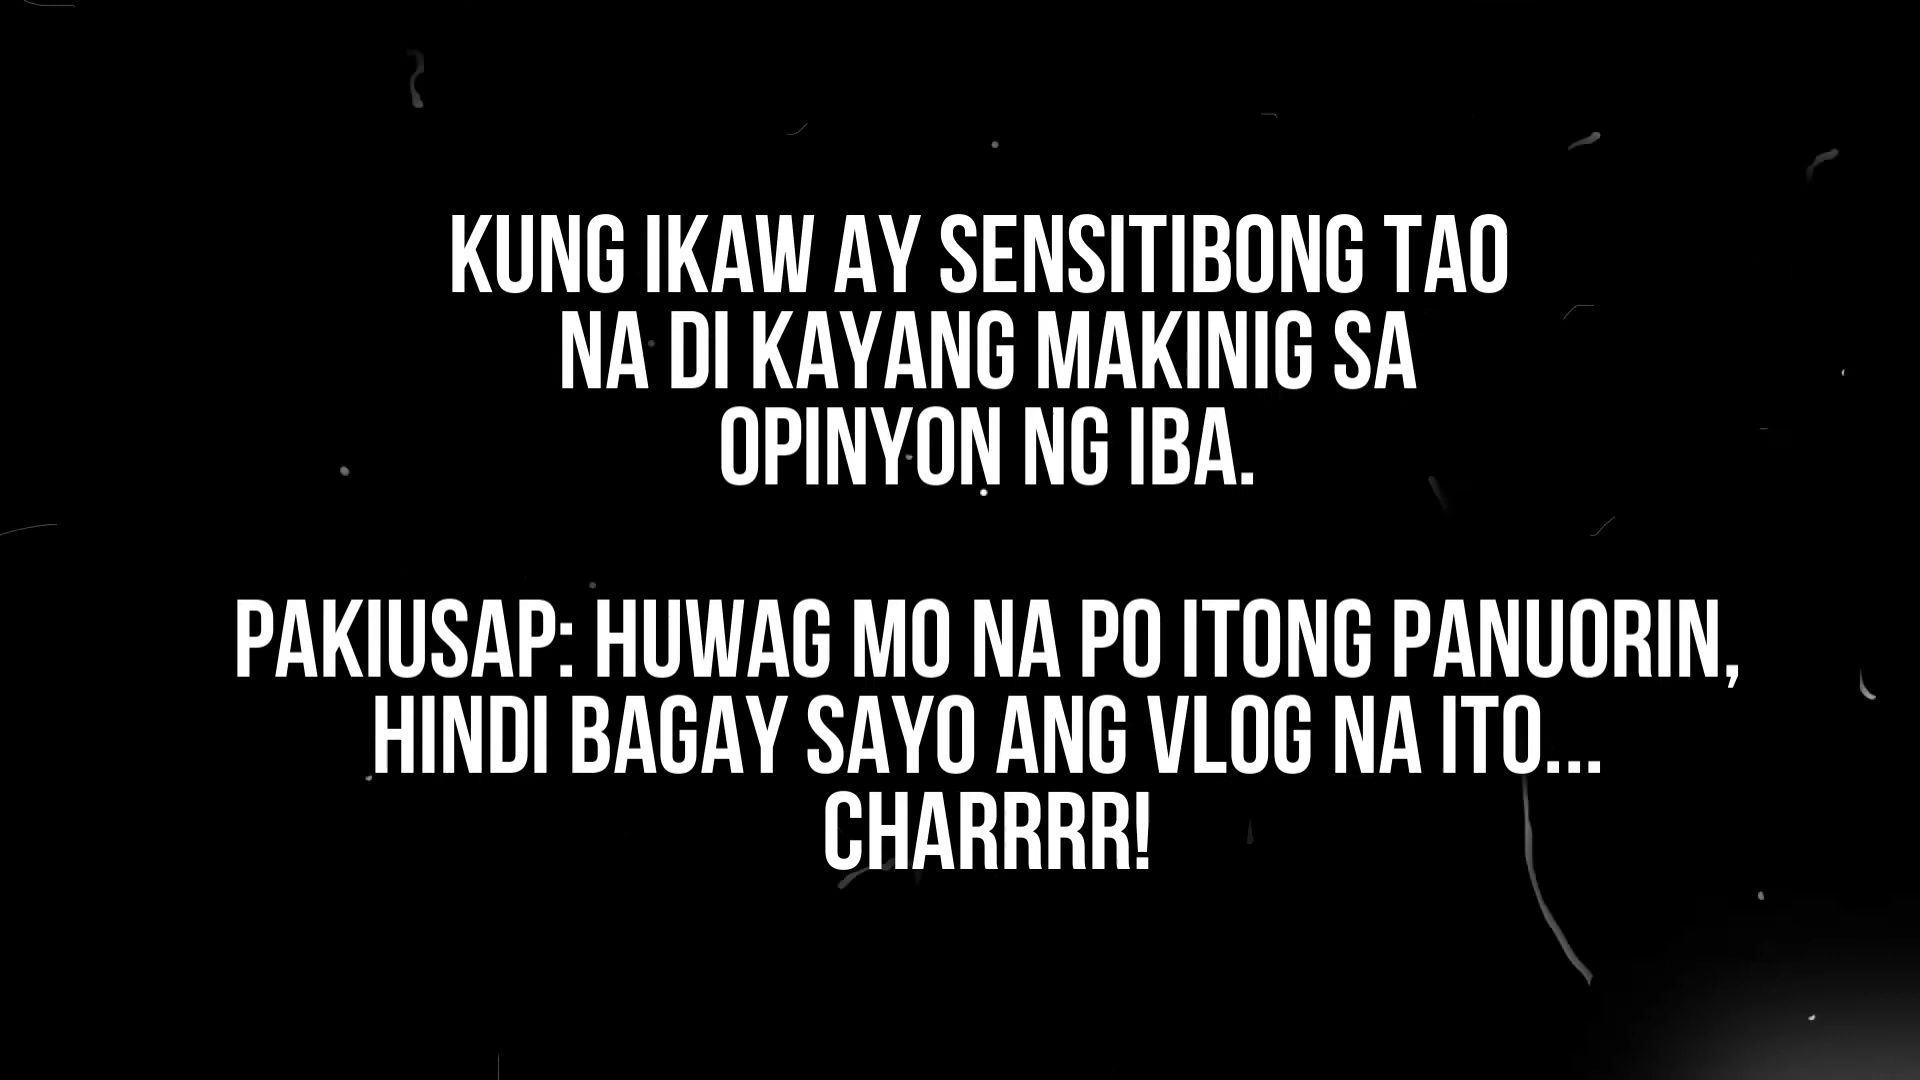 KUNG IKAW AY SENSITIBONG TAO
NA DI KAYANG MAKINIG SA
OPINYON NG IBA.
PAKIUSAP: HUWAG MO NA PO ITONG PANUORIN,
HINDI BAGAY SAYO ANG VLOG NA ITO...
CHARRRR!